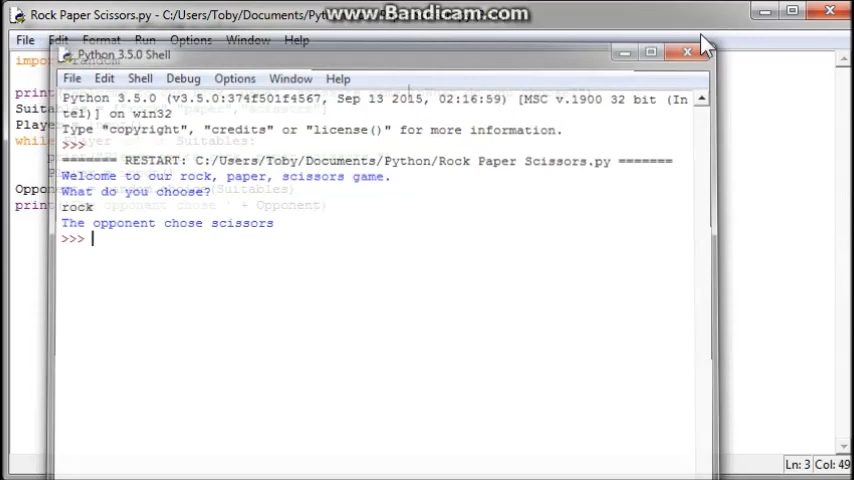 Rock Paper Scissors.py - C:/Users/Toby/Documents/Pyt
www.Bandicam.com
File Edit Format Run Options Window Help
Python 3.5.0 Shell
File Edit Shell Debug Options Window Help
Python 3.5.0 (v3.5.0:374f501f4567, Sep 13 2015, 02:16:59) [MSC v.1900 32 bit (In
tel)] on win32
Type "copyright", "credits" or "license()" for more information.
>>>
======= RESTART: C:/Users/Toby/Documents/Python/Rock Paper Scissors.py =======
Welcome to our rock, paper, scissors game.
What do you choose?
rock
The opponent chose scissors
>>>
Ln: 3 Col: 49